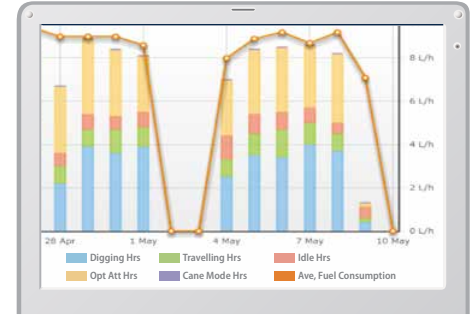 8 L/h
6 L/h
4 L/h
2 L/h
0 L/h
28 Apr 1 May 4 May 7 May 10 May
Digging Hrs Travelling Hrs Idle Hrs
Opt Att Hrs Cane Mode Hrs Ave, Fuel Consumption